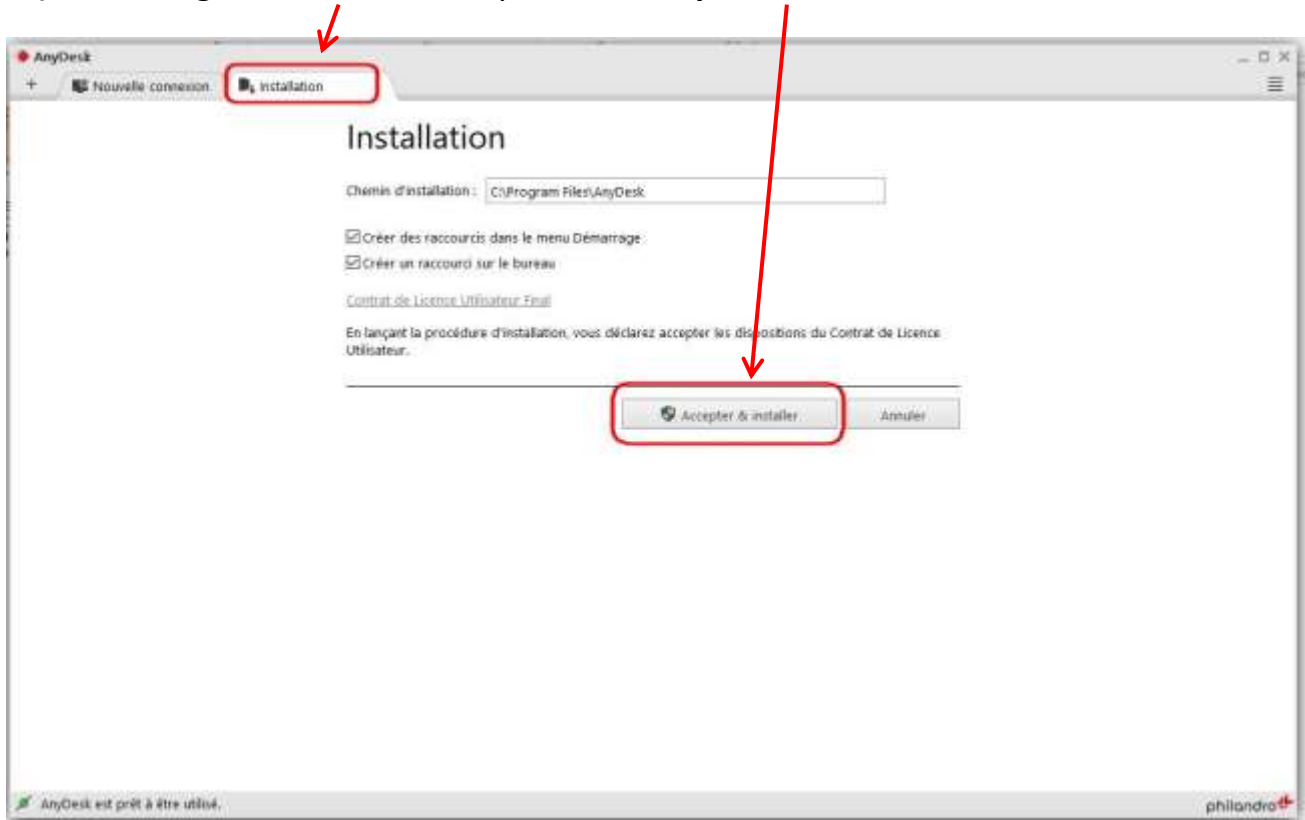 AnyDesk
+ Nouvelle connexion Installation
Installation
Chemin d'installation : C:\Program Files\AnyDesk
Créer des raccourcis dans le menu Démarrage
Créer un raccourci sur le bureau
Contrat de Licence Utilisateur Final
En lançant la procédure d'installation, vous déclarez accepter les dispositions du Contrat de Licence
Utilisateur.
Accepter & installer Annuler
AnyDesk est prêt à être utilisé.
philandro